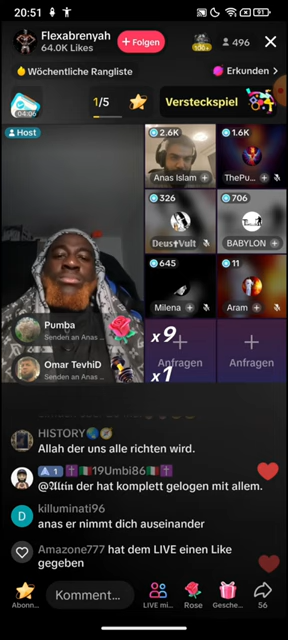 20:51
91
Flexabrenyah
64.0K Likes
+ Folgen
100+
496
Wöchentliche Rangliste
Erkunden >
04:06
1/5
Versteckspiel
Host
2.6K
Anas Islam
1.6K
ThePu...
326
Deus✝Vult
706
BABYLON
645
Milena
11
Aram
Pumba
Senden an Anas ...
x9
Omar TevhiD
Senden an Anas ...
x1
Anfragen
Anfragen
HISTORY
Allah der uns alle richten wird.
1 19Umbi86
@Altin der hat komplett gelogen mit allem.
killuminati96
anas er nimmt dich auseinander
Amazone777 hat dem LIVE einen Like
gegeben
Abonn...
Komment...
LIVE mi...
Rose
Gesche...
56